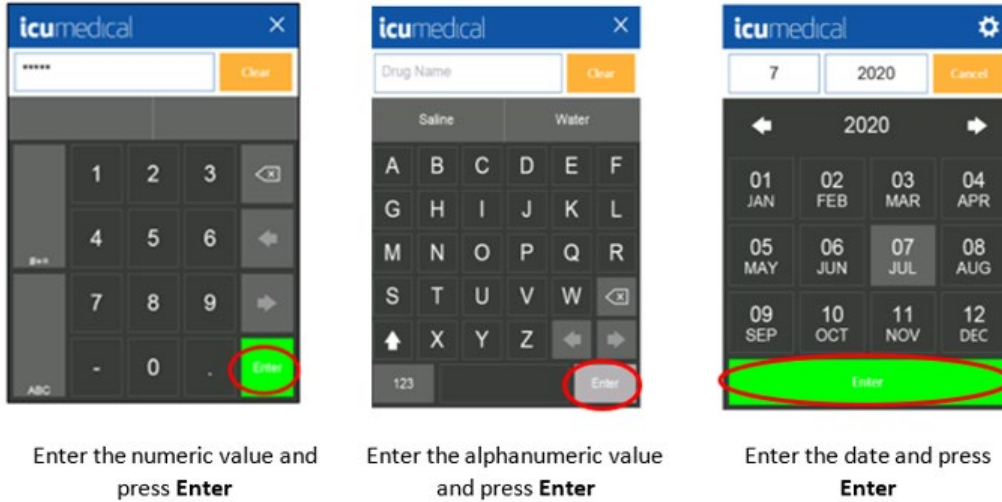 icumedical
*****
Clear
1 2 3
4 5 6
#+=
7 8 9
- 0 . Enter
ABC
Enter the numeric value and
press Enter
icumedical
Drug Name Clear
Saline Water
A B C D E F
G H I J K L
M N O P Q R
S T U V W
X Y Z
123 Enter
Enter the alphanumeric value
and press Enter
icumedical
7 2020 Cancel
2020
01 02 03 04
JAN FEB MAR APR
05 06 07 08
MAY JUN JUL AUG
09 10 11 12
SEP OCT NOV DEC
Enter
Enter the date and press
Enter